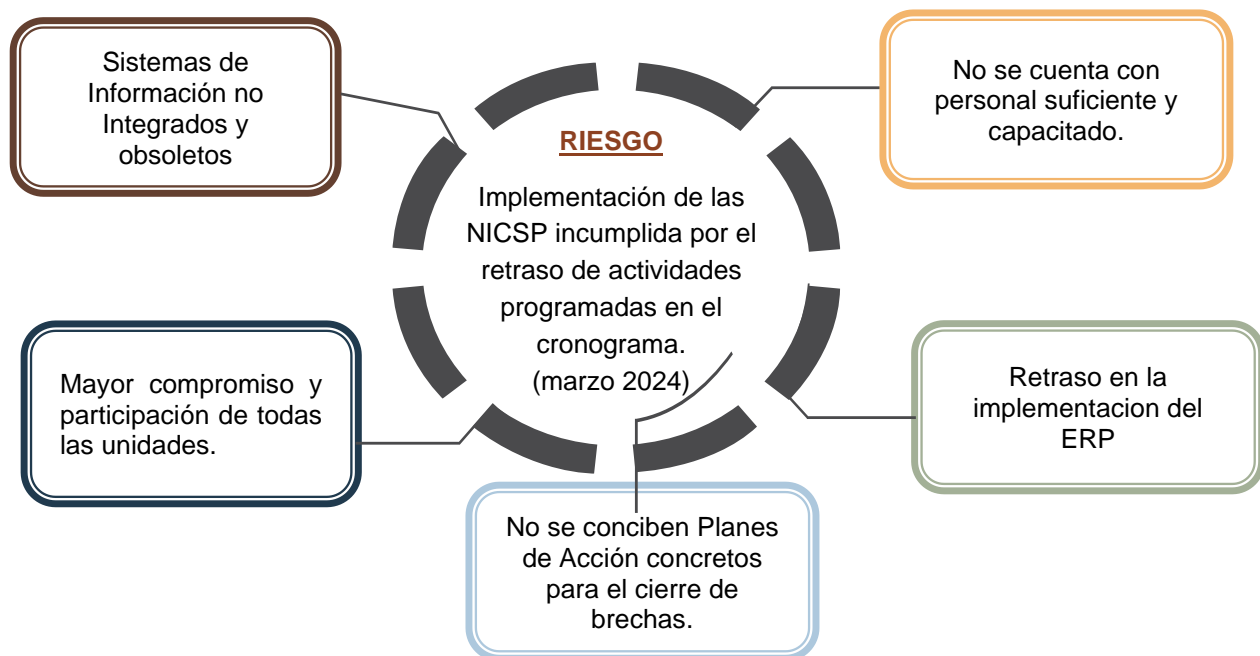 Sistemas de
Información no
Integrados y
obsoletos
No se cuenta con
personal suficiente y
capacitado.
RIESGO
Implementación de las
NICSP incumplida por el
retraso de actividades
programadas en el
cronograma.
(marzo 2024)
Mayor compromiso y
participación de todas
las unidades.
Retraso en la
implementacion del
ERP
No se conciben Planes
de Acción concretos
para el cierre de
brechas.